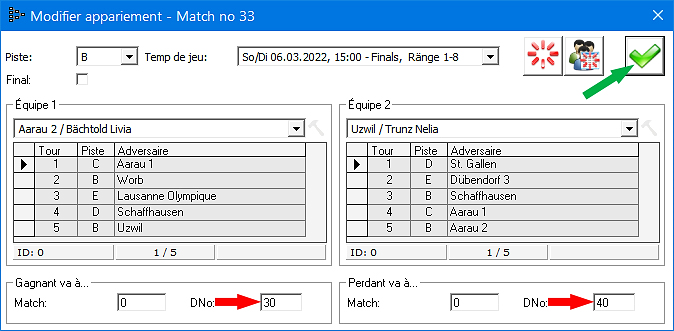 Modifier appariement - Match no 33
Piste: B Temp de jeu: So/Di 06.03.2022, 15:00 - Finals, Ränge 1-8
Final:
Équipe 1
Aarau 2 / Bächtold Livia
Tour Piste Adversaire
1 C Aarau 1
2 B Worb
3 E Lausanne Olympique
4 D Schaffhausen
5 B Uzwil
ID: 0 1 / 5
Équipe 2
Uzwil / Trunz Nelia
Tour Piste Adversaire
1 D St. Gallen
2 E Dübendorf 3
3 B Schaffhausen
4 C Aarau 1
5 B Aarau 2
ID: 0 1 / 5
Gagnant va à...
Match: 0 DNo: 30
Perdant va à...
Match: 0 DNo: 40